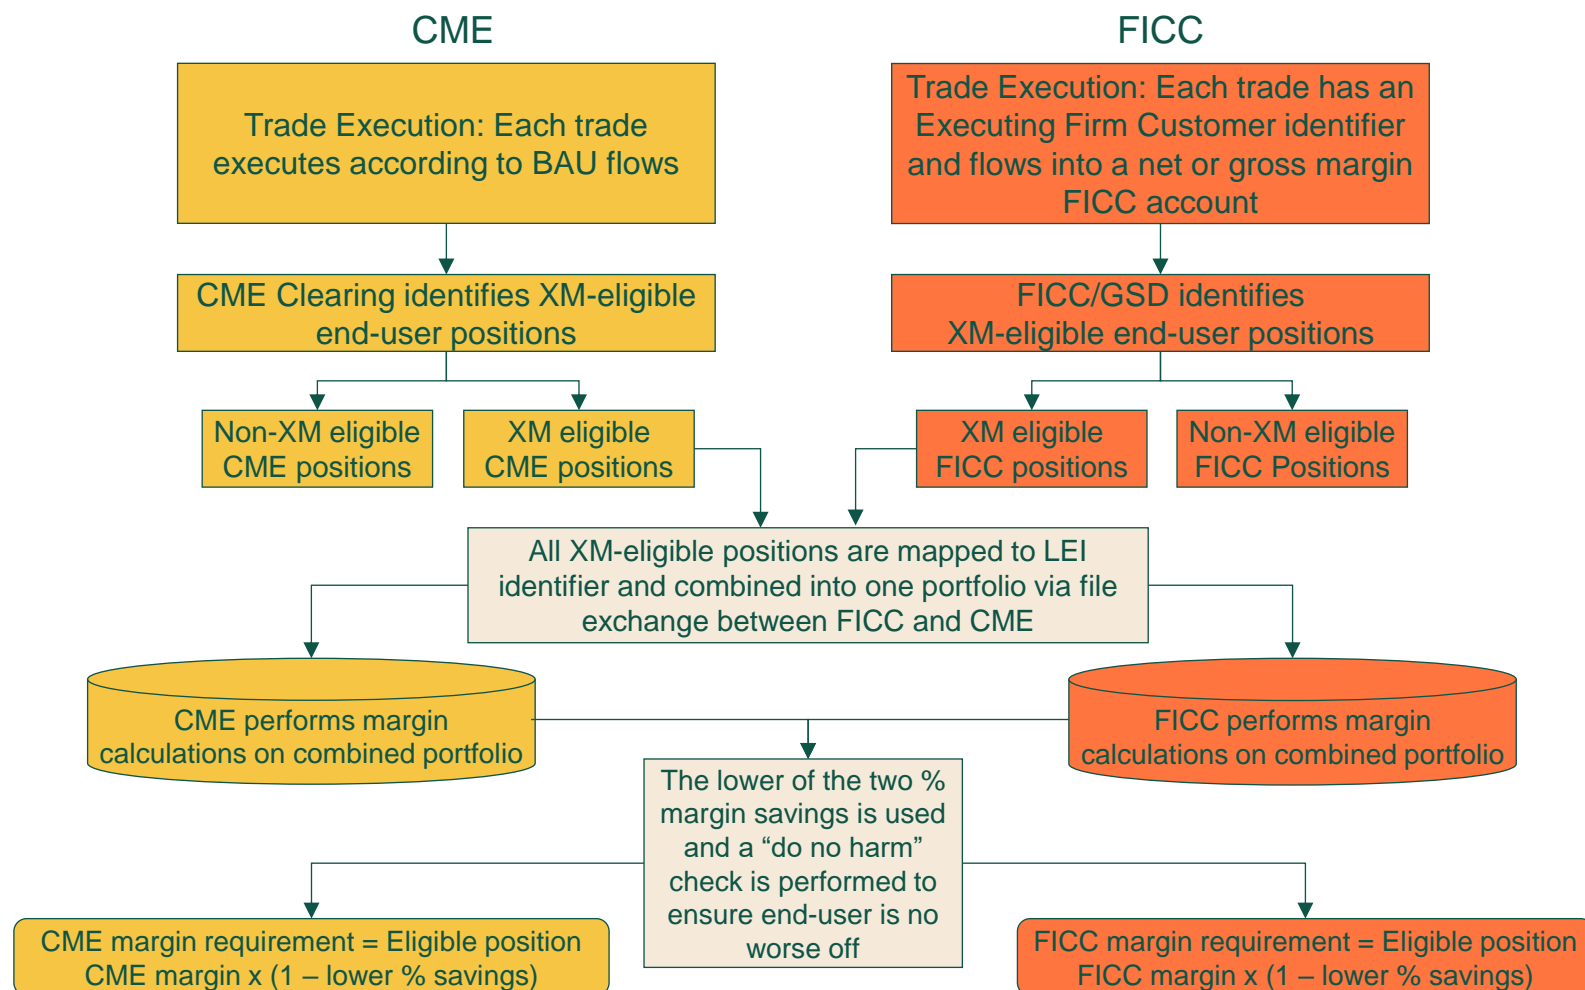 CME
FICC
Trade Execution: Each trade
executes according to BAU flows
Trade Execution: Each trade has an
Executing Firm Customer identifier
and flows into a net or gross margin
FICC account
CME Clearing identifies XM-eligible
end-user positions
FICC/GSD identifies
XM-eligible end-user positions
Non-XM eligible
CME positions
XM eligible
CME positions
XM eligible
FICC positions
Non-XM eligible
FICC Positions
All XM-eligible positions are mapped to LEI
identifier and combined into one portfolio via file
exchange between FICC and CME
CME performs margin
calculations on combined portfolio
FICC performs margin
calculations on combined portfolio
The lower of the two %
margin savings is used
and a “do no harm”
check is performed to
ensure end-user is no
worse off
CME margin requirement = Eligible position
CME margin x (1 – lower % savings)
FICC margin requirement = Eligible position
FICC margin x (1 – lower % savings)